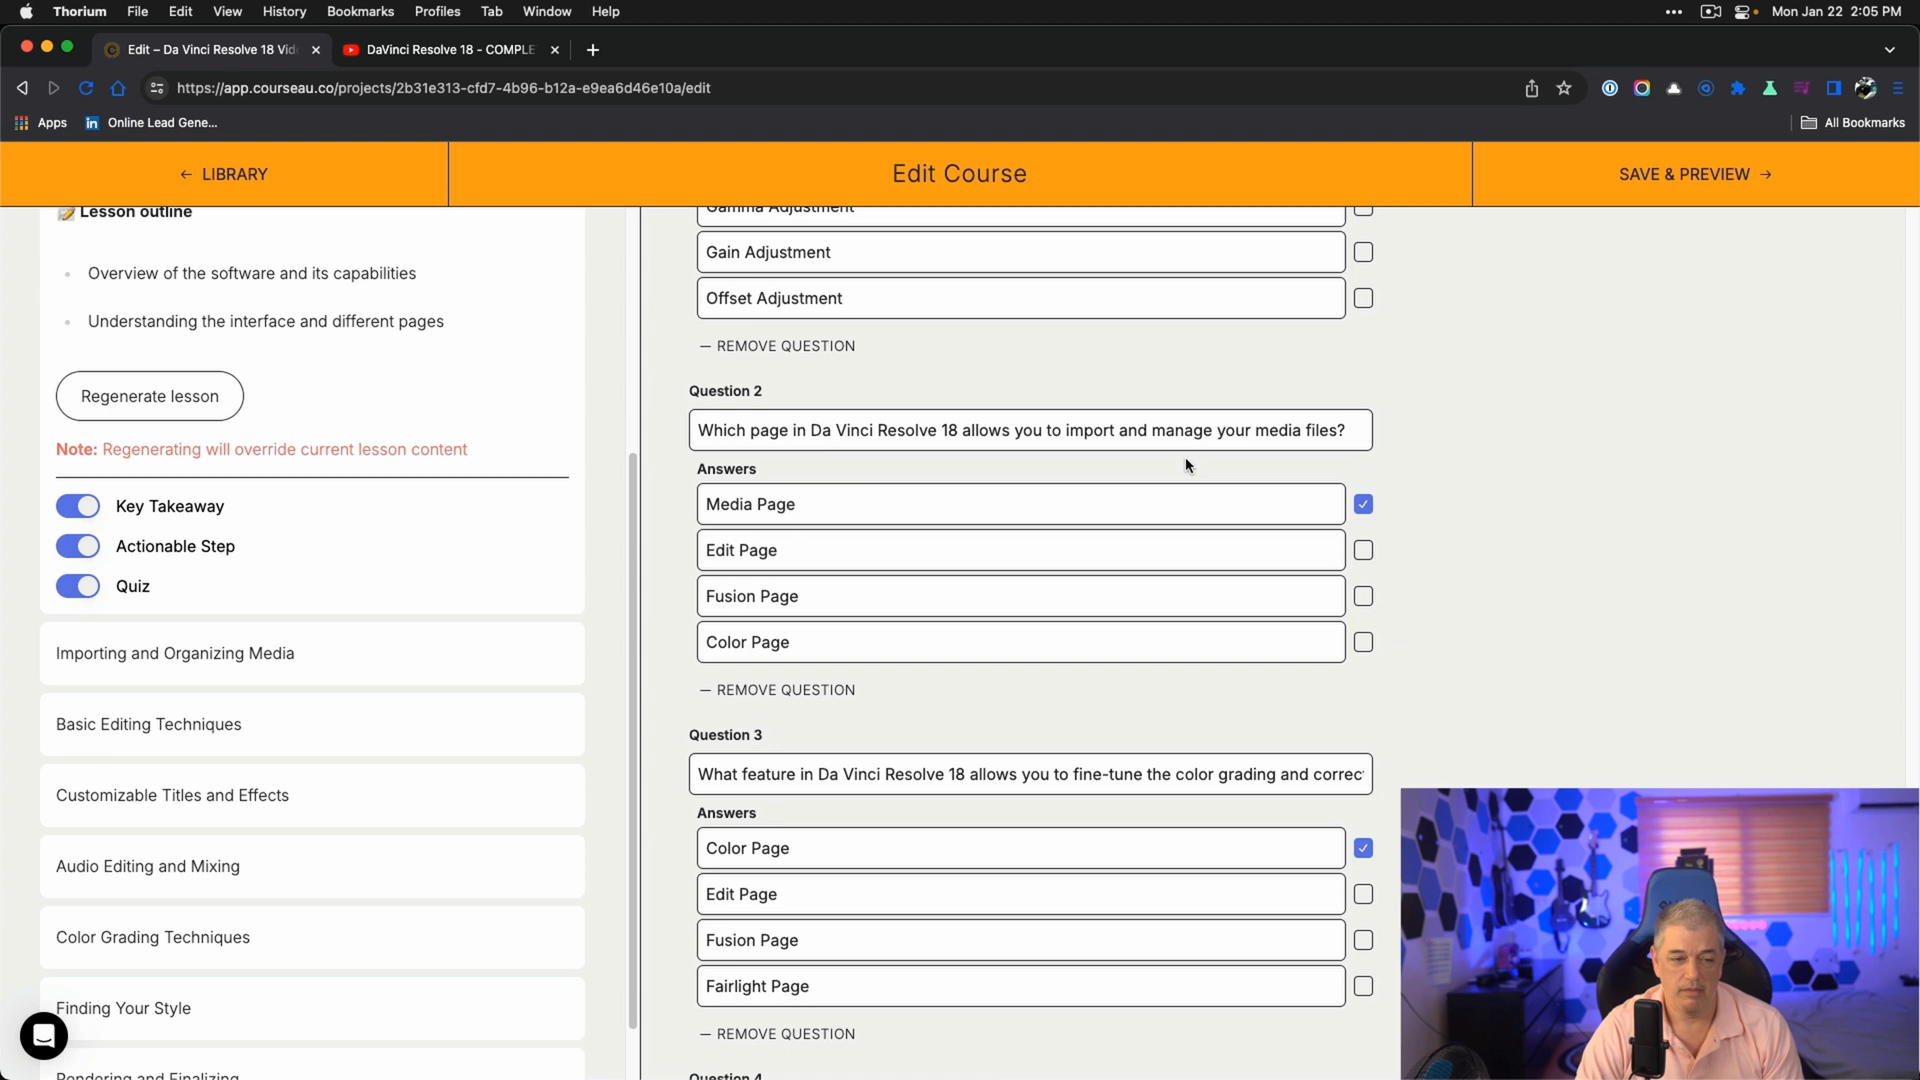 Thorium File Edit View History Bookmarks Profiles Tab Window Help
Mon Jan 22 2:05 PM
Edit – Da Vinci Resolve 18 Vid
DaVinci Resolve 18 - COMPLE
https://app.courseau.co/projects/2b31e313-cfd7-4b96-b12a-e9ea6d46e10a/edit
Apps
Online Lead Gene...
All Bookmarks
← LIBRARY
Edit Course
SAVE & PREVIEW →
Lesson outline
Overview of the software and its capabilities
Understanding the interface and different pages
Regenerate lesson
Note: Regenerating will override current lesson content
Key Takeaway
Actionable Step
Quiz
Importing and Organizing Media
Basic Editing Techniques
Customizable Titles and Effects
Audio Editing and Mixing
Color Grading Techniques
Finding Your Style
Rendering and Finalizing
Gamma Adjustment
Gain Adjustment
Offset Adjustment
— REMOVE QUESTION
Question 2
Which page in Da Vinci Resolve 18 allows you to import and manage your media files?
Answers
Media Page
Edit Page
Fusion Page
Color Page
— REMOVE QUESTION
Question 3
What feature in Da Vinci Resolve 18 allows you to fine-tune the color grading and correc
Answers
Color Page
Edit Page
Fusion Page
Fairlight Page
— REMOVE QUESTION
Question 4